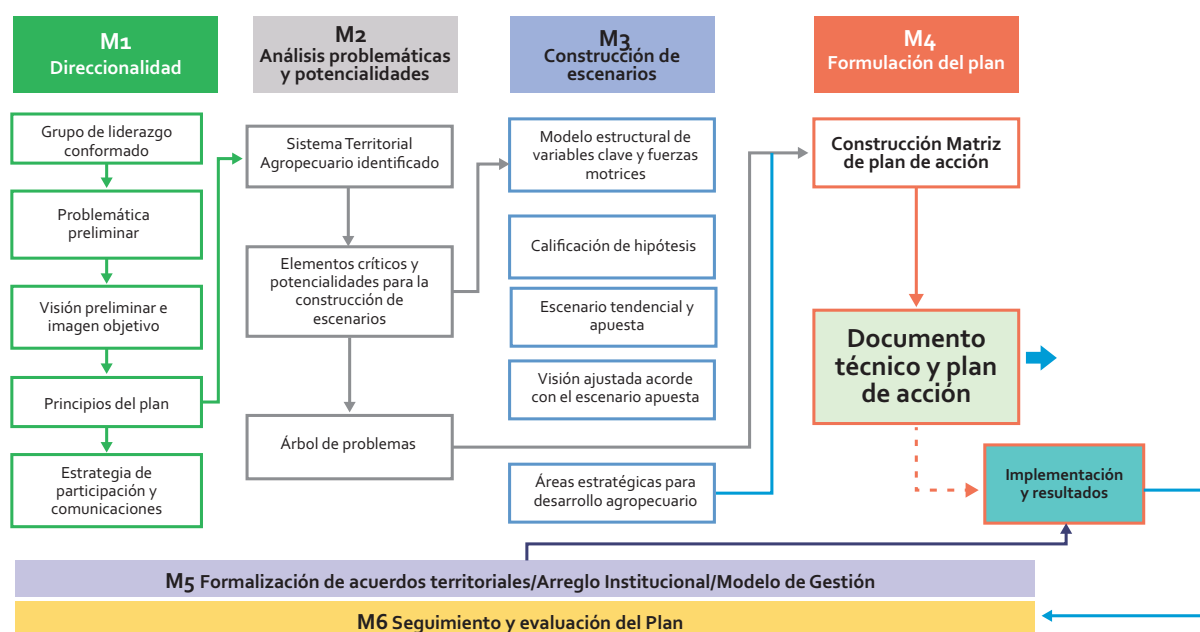 M1
Direccionalidad
M2
Análisis problemáticas
y potencialidades
M3
Construcción de
escenarios
M4
Formulación del plan
Grupo de liderazgo
conformado
Problemática
preliminar
Visión preliminar e
imagen objetivo
Principios del plan
Estrategia de
participación y
comunicaciones
Sistema Territorial
Agropecuario identificado
Elementos críticos y
potencialidades para la
construcción de
escenarios
Árbol de problemas
Modelo estructural de
variables clave y fuerzas
motrices
Calificación de hipótesis
Escenario tendencial y
apuesta
Visión ajustada acorde
con el escenario apuesta
Áreas estratégicas para
desarrollo agropecuario
Construcción Matriz
de plan de acción
Documento
técnico y plan
de acción
Implementación
y resultados
M5 Formalización de acuerdos territoriales/Arreglo Institucional/Modelo de Gestión
M6 Seguimiento y evaluación del Plan